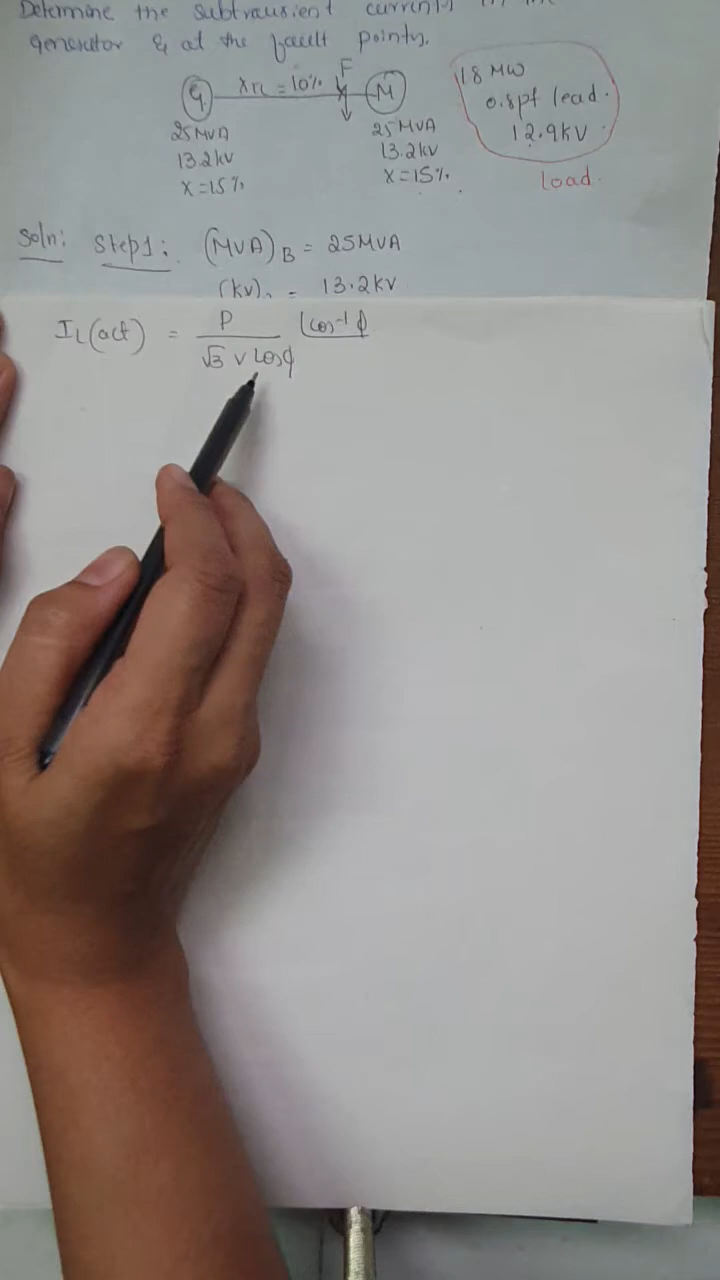 Determine the subtransient currents in the
generator & at the fault points.
F
XTL = 10%
G
M
25MVA
13.2kV
X=15%
25MVA
13.2kV
X=15%
18 MW
0.8pf lead.
12.9kV
load.
Soln: Step1: (MVA)B = 25MVA
(kV) = 13.2kV
IL(act) = P / √3 V cosϕ ∠cos⁻¹ϕ